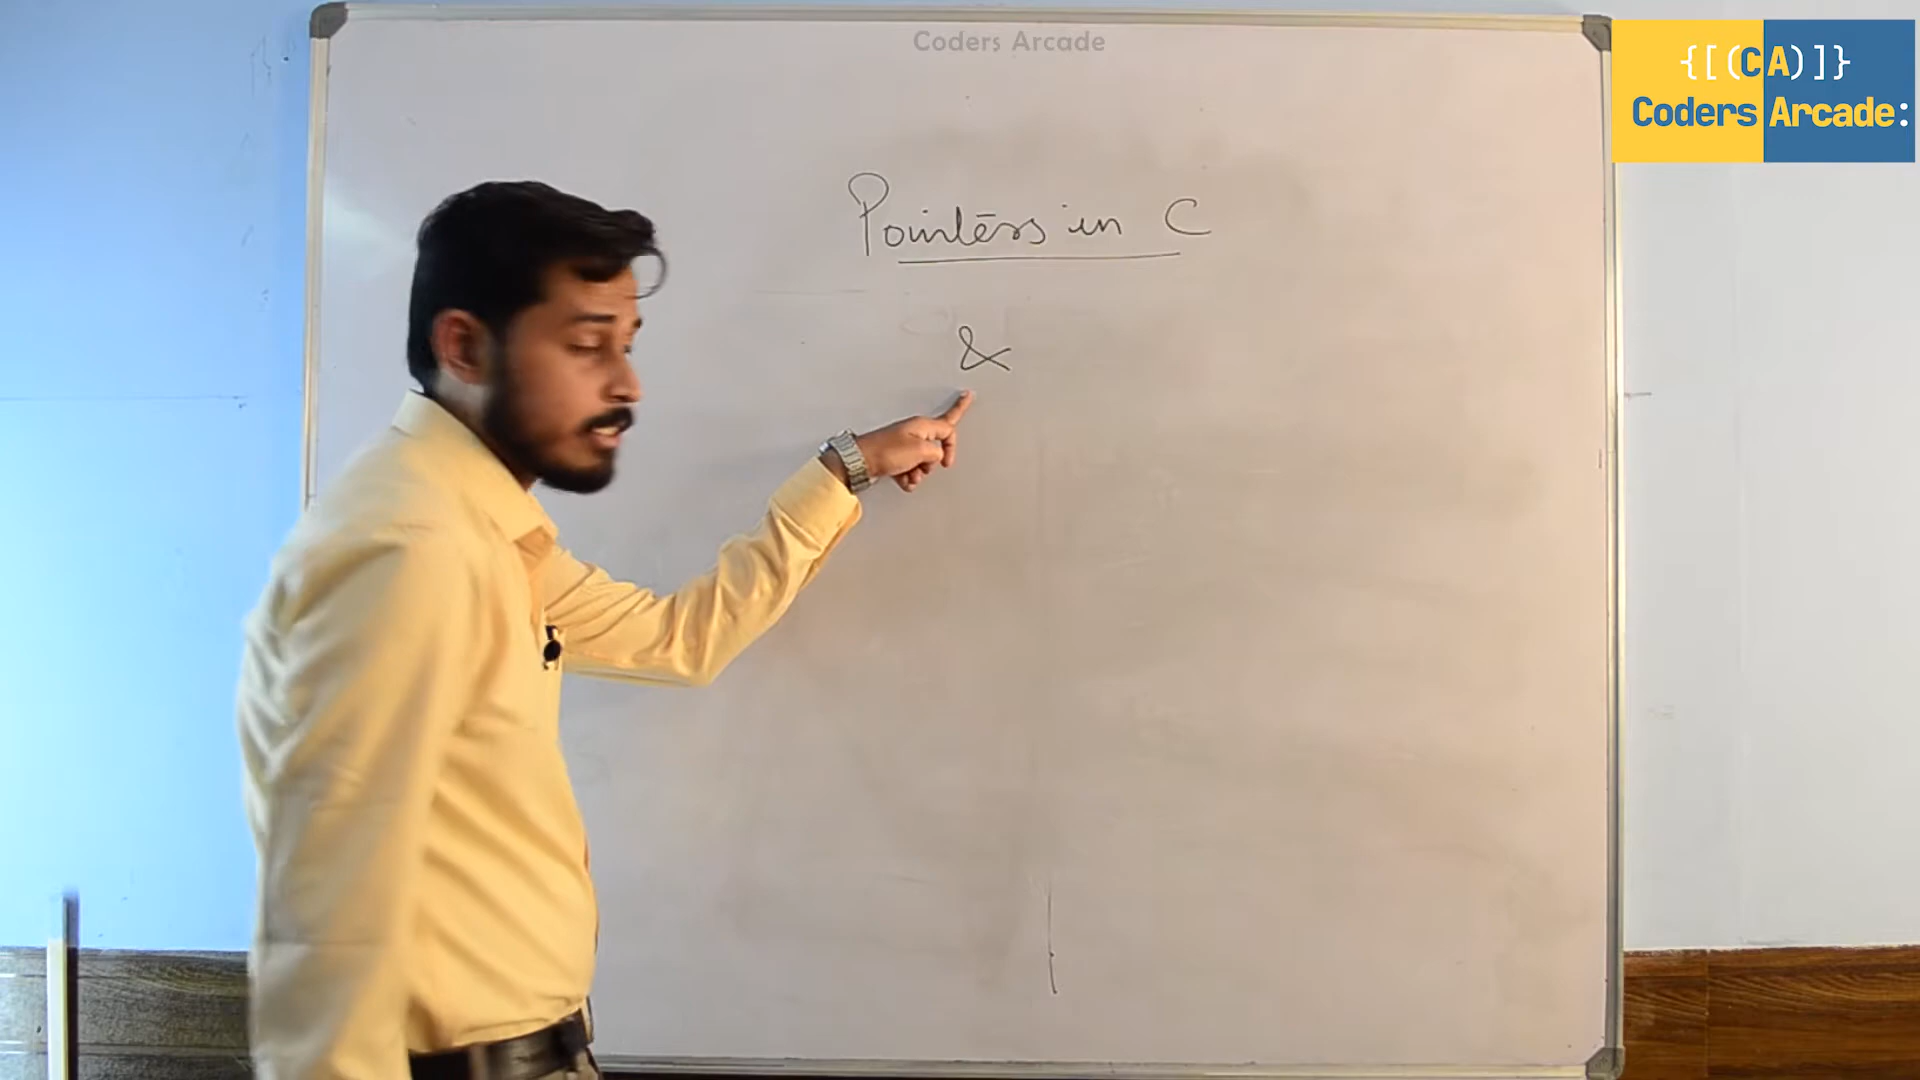 Coders Arcade
{[(CA)]}
Coders Arcade:
Pointers in C
&